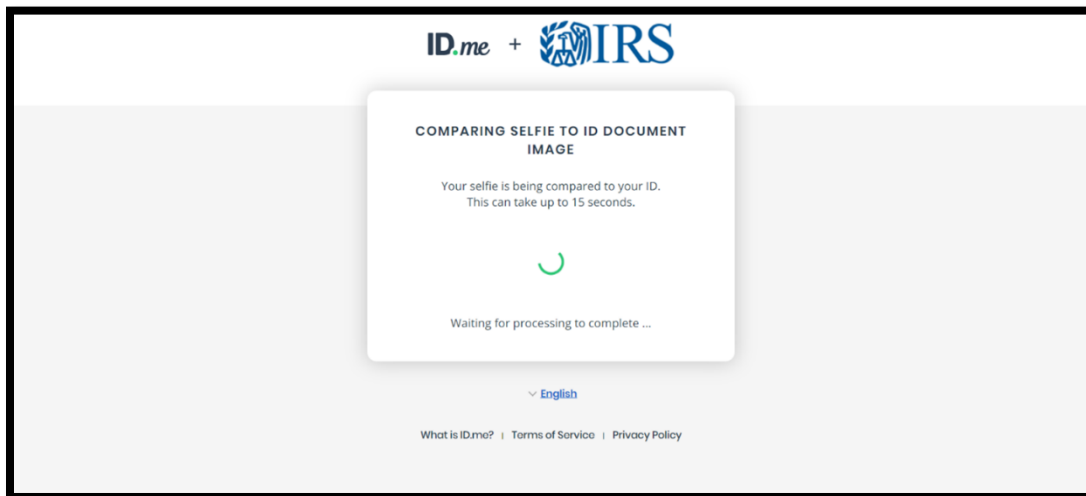 ID.me + IRS
COMPARING SELFIE TO ID DOCUMENT
IMAGE
Your selfie is being compared to your ID.
This can take up to 15 seconds.
Waiting for processing to complete ...
English
What is ID.me? | Terms of Service | Privacy Policy